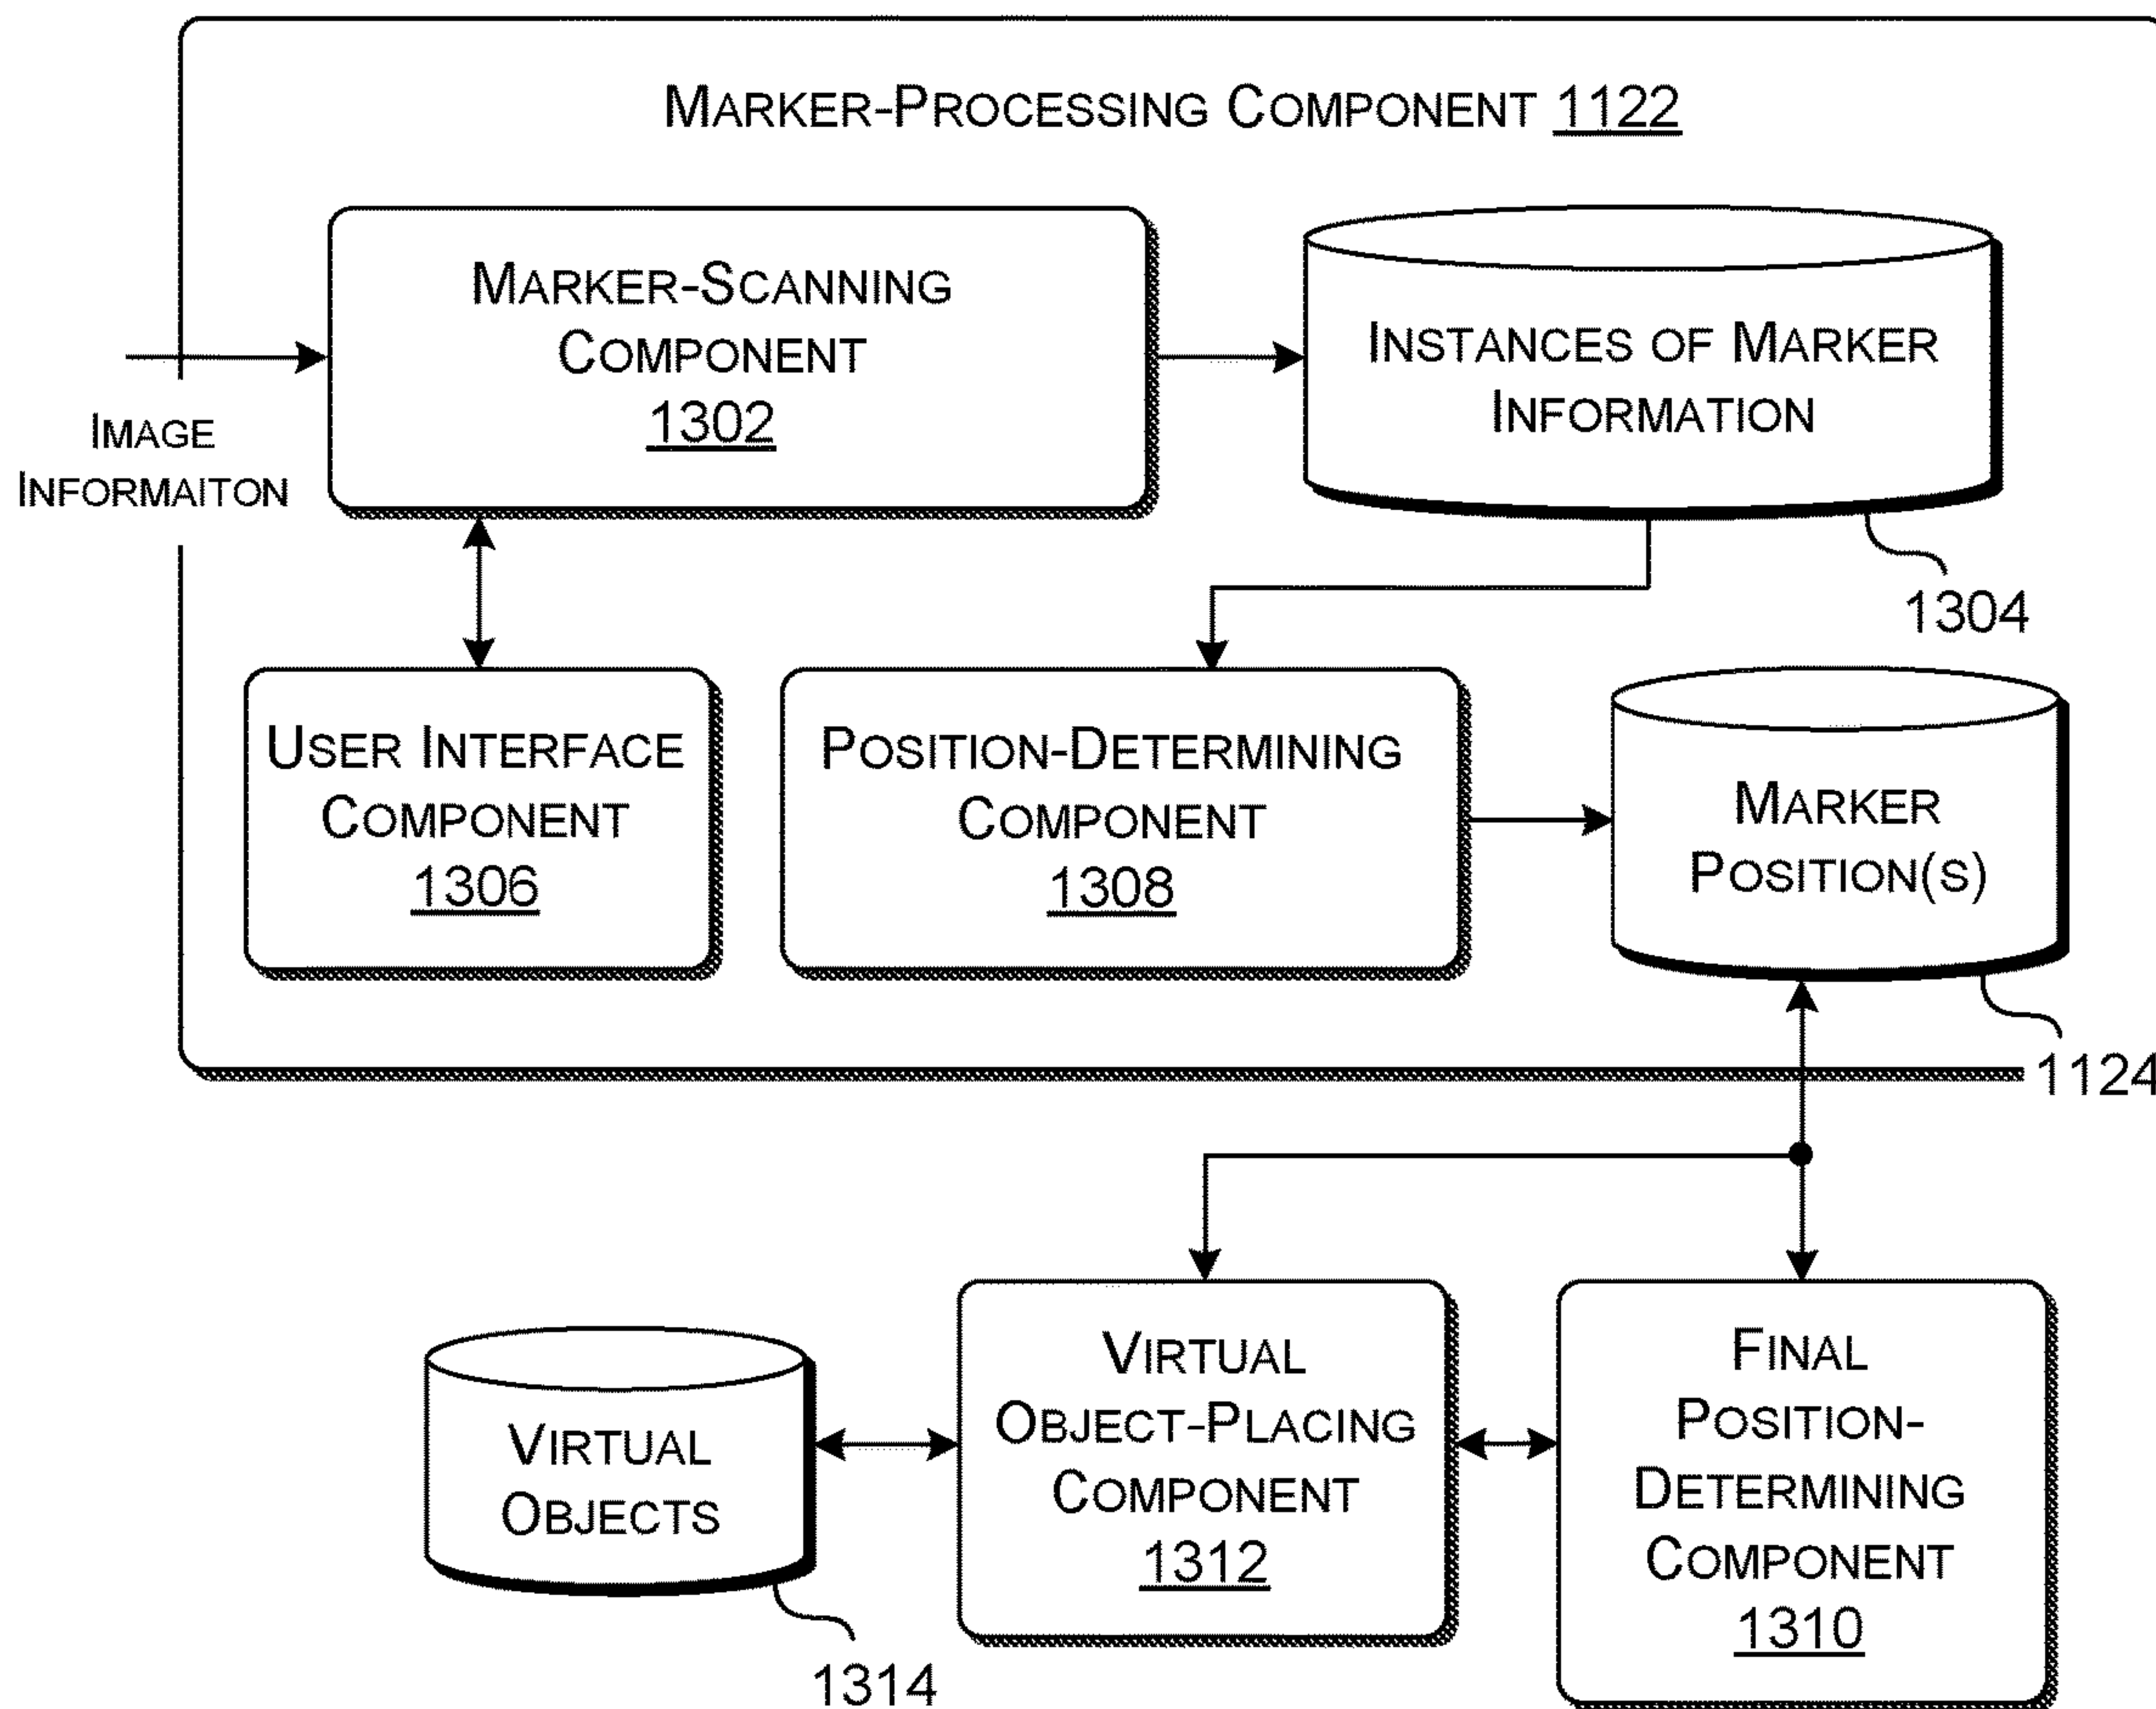 MARKER-PROCESSING COMPONENT 1122
MARKER-SCANNING
COMPONENT
1302
INSTANCES OF MARKER
INFORMATION
IMAGE
INFORMAITON
1304
USER INTERFACE
COMPONENT
1306
POSITION-DETERMINING
COMPONENT
1308
MARKER
POSITION(S)
1124
VIRTUAL
OBJECTS
1314
VIRTUAL
OBJECT-PLACING
COMPONENT
1312
FINAL
POSITION-
DETERMINING
COMPONENT
1310